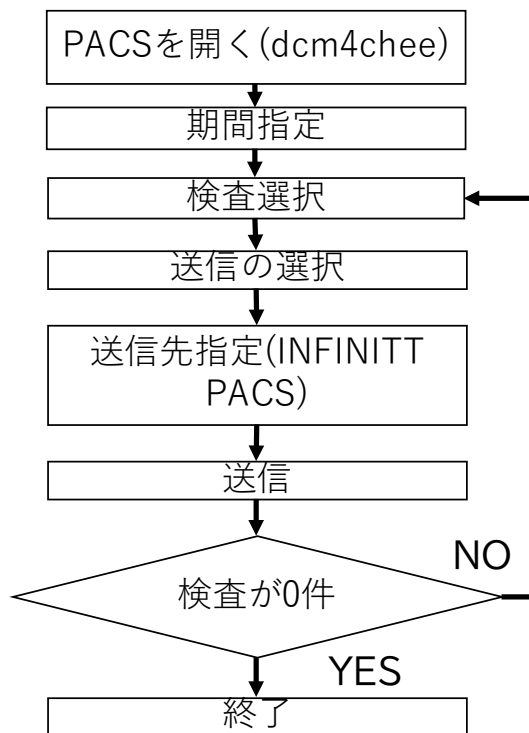 PACSを開く(dcm4chee)
期間指定
検査選択
送信の選択
送信先指定(INFINITT
PACS)
送信
検査が0件
NO
YES
終了